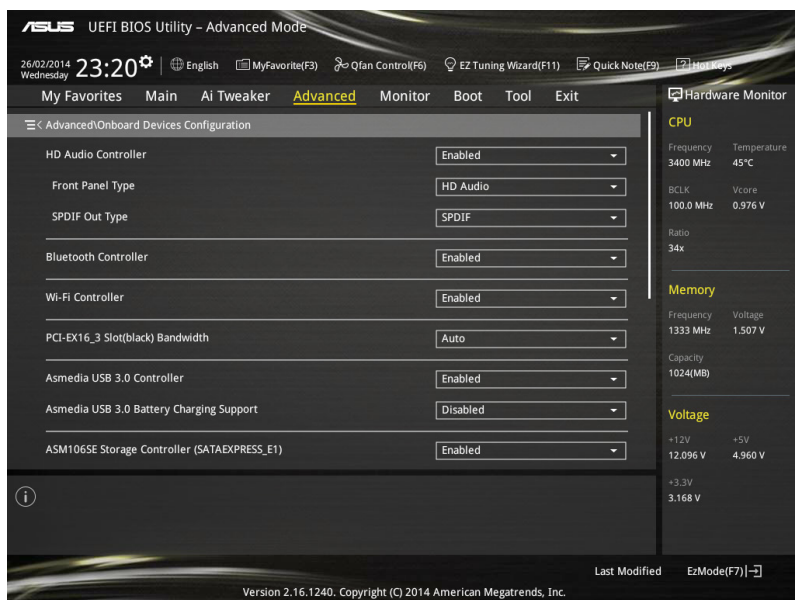 ASUS UEFI BIOS Utility – Advanced Mode
26/02/2014
Wednesday
23:20
English
MyFavorite(F3)
Qfan Control(F6)
EZ Tuning Wizard(F11)
Quick Note(F9)
Hot Keys
My Favorites Main Ai Tweaker Advanced Monitor Boot Tool Exit
Advanced\Onboard Devices Configuration
HD Audio Controller Enabled
Front Panel Type HD Audio
SPDIF Out Type SPDIF
Bluetooth Controller Enabled
Wi-Fi Controller Enabled
PCI-EX16_3 Slot(black) Bandwidth Auto
Asmedia USB 3.0 Controller Enabled
Asmedia USB 3.0 Battery Charging Support Disabled
ASM106SE Storage Controller (SATAEXPRESS_E1) Enabled
Hardware Monitor
CPU
Frequency Temperature
3400 MHz 45°C
BCLK Vcore
100.0 MHz 0.976 V
Ratio
34x
Memory
Frequency Voltage
1333 MHz 1.507 V
Capacity
1024(MB)
Voltage
+12V +5V
12.096 V 4.960 V
+3.3V
3.168 V
Last Modified EzMode(F7)
Version 2.16.1240. Copyright (C) 2014 American Megatrends, Inc.